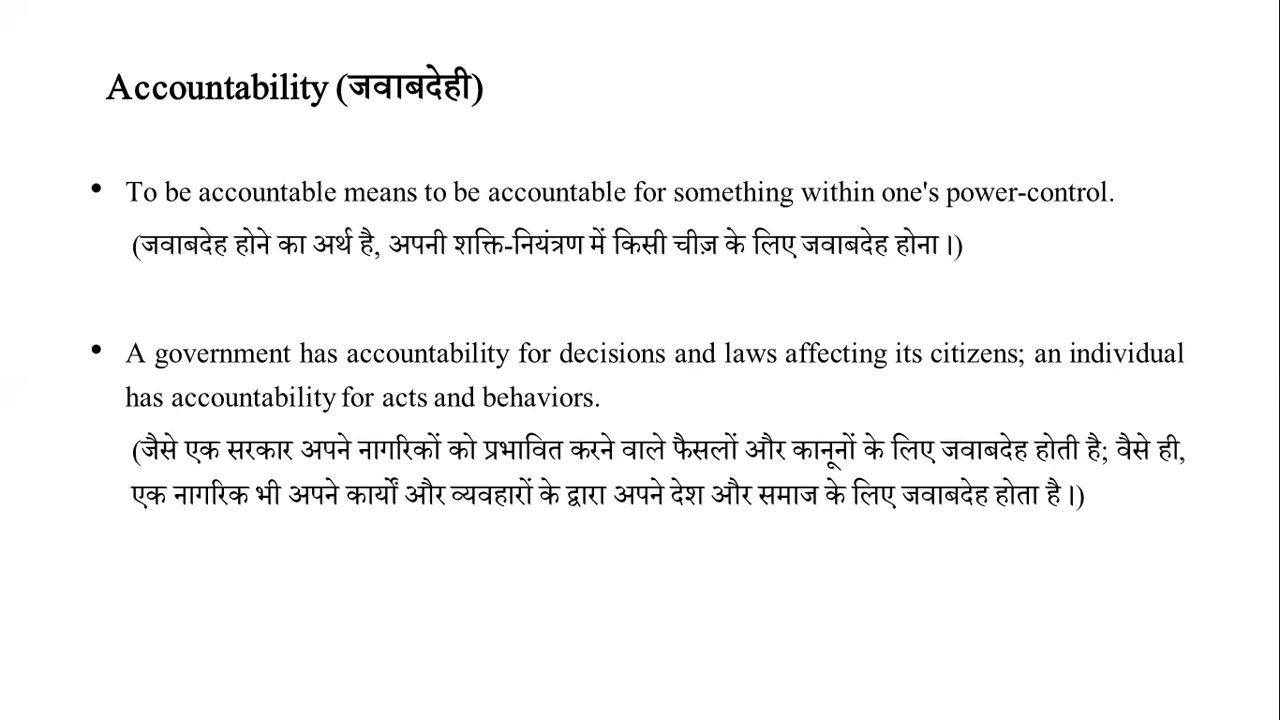 Accountability (जवाबदेही)
• To be accountable means to be accountable for something within one's power-control.
(जवाबदेह होने का अर्थ है, अपनी शक्ति-नियंत्रण में किसी चीज़ के लिए जवाबदेह होना।)
• A government has accountability for decisions and laws affecting its citizens; an individual
has accountability for acts and behaviors.
(जैसे एक सरकार अपने नागरिकों को प्रभावित करने वाले फैसलों और कानूनों के लिए जवाबदेह होती है; वैसे ही,
एक नागरिक भी अपने कार्यों और व्यवहारों के द्वारा अपने देश और समाज के लिए जवाबदेह होता है।)